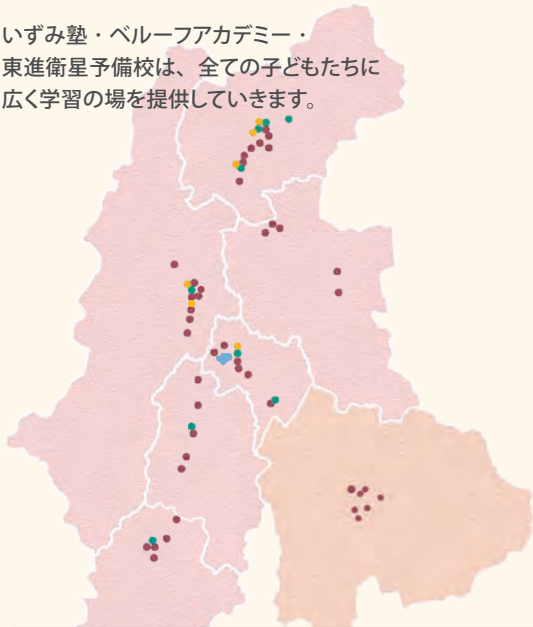 いずみ塾・ベルーフアカデミー・
東進衛星予備校は、全ての子どもたちに
広く学習の場を提供していきます。